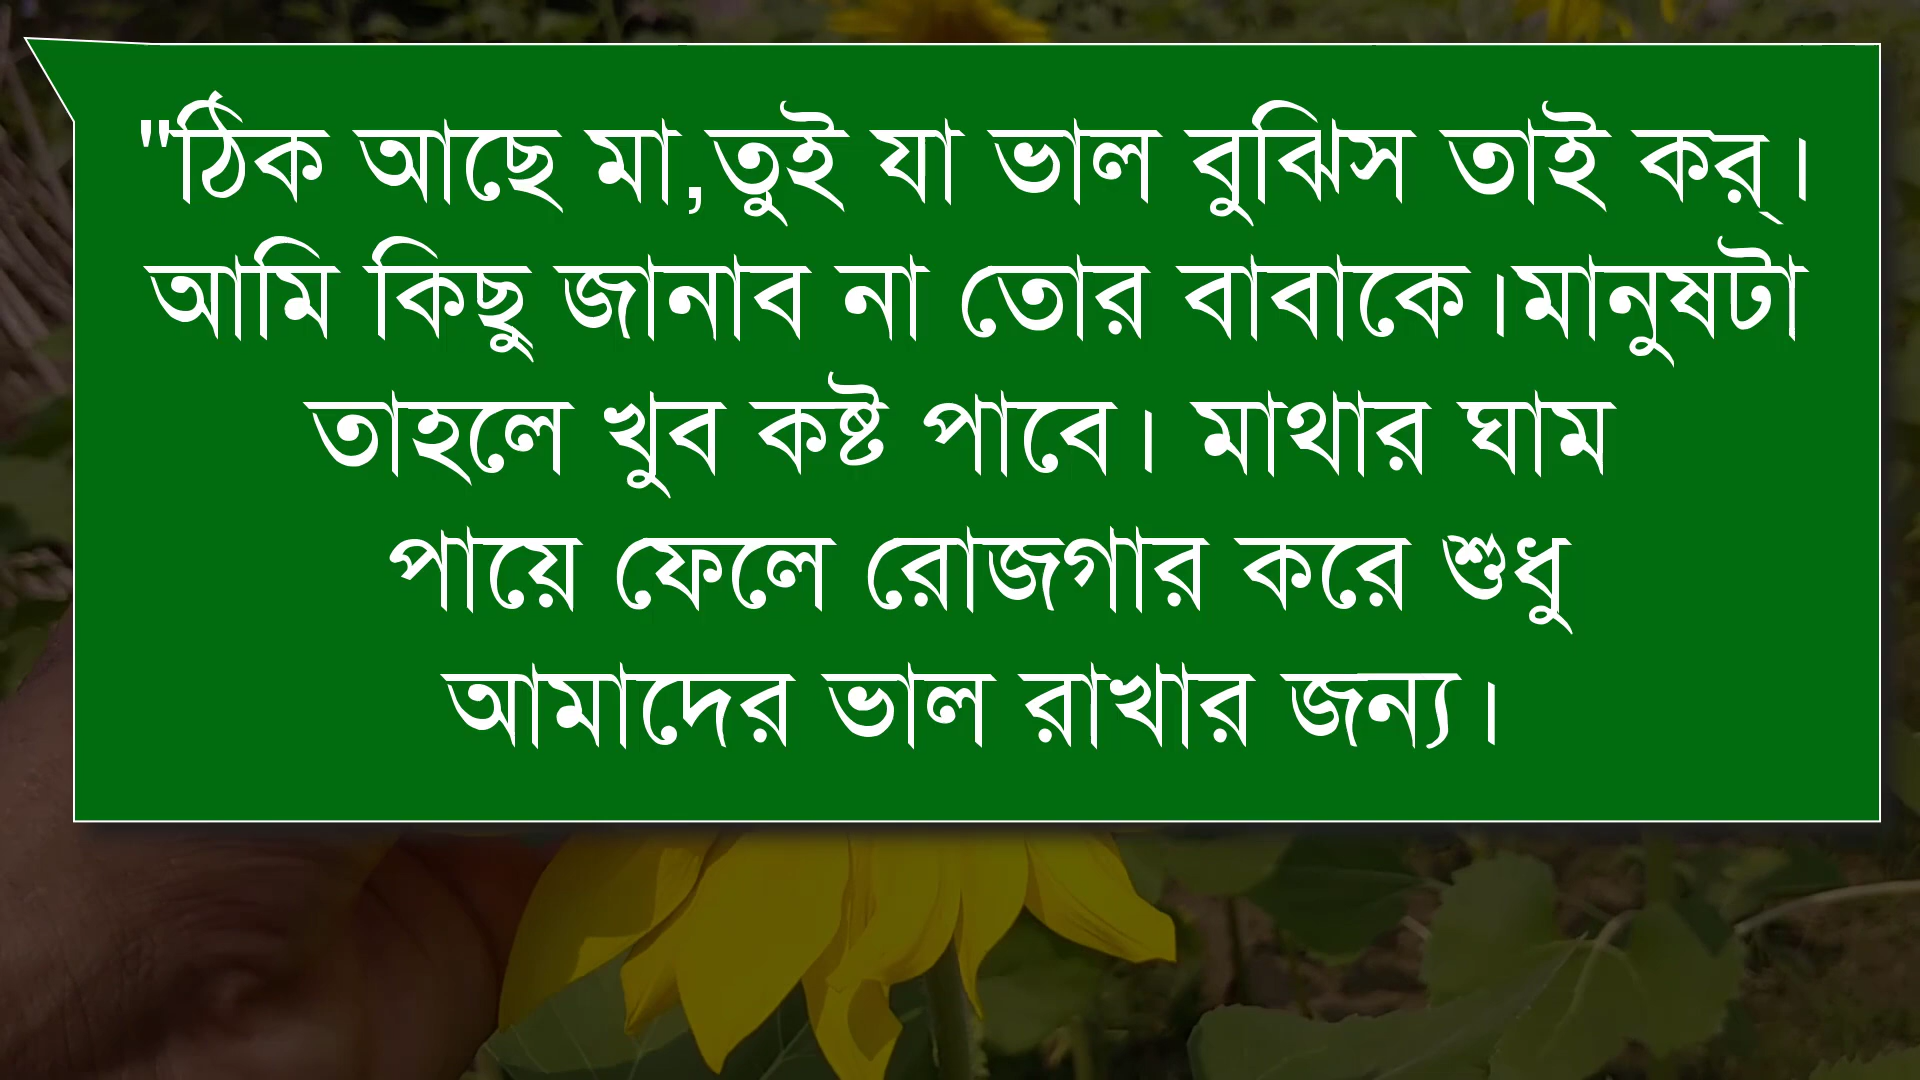 "ঠিক আছে মা,তুই যা ভাল বুঝিস তাই কর্।
আমি কিছু জানাব না তোর বাবাকে।মানুষটা
তাহলে খুব কষ্ট পাবে। মাথার ঘাম
পায়ে ফেলে রোজগার করে শুধু
আমাদের ভাল রাখার জন্য।